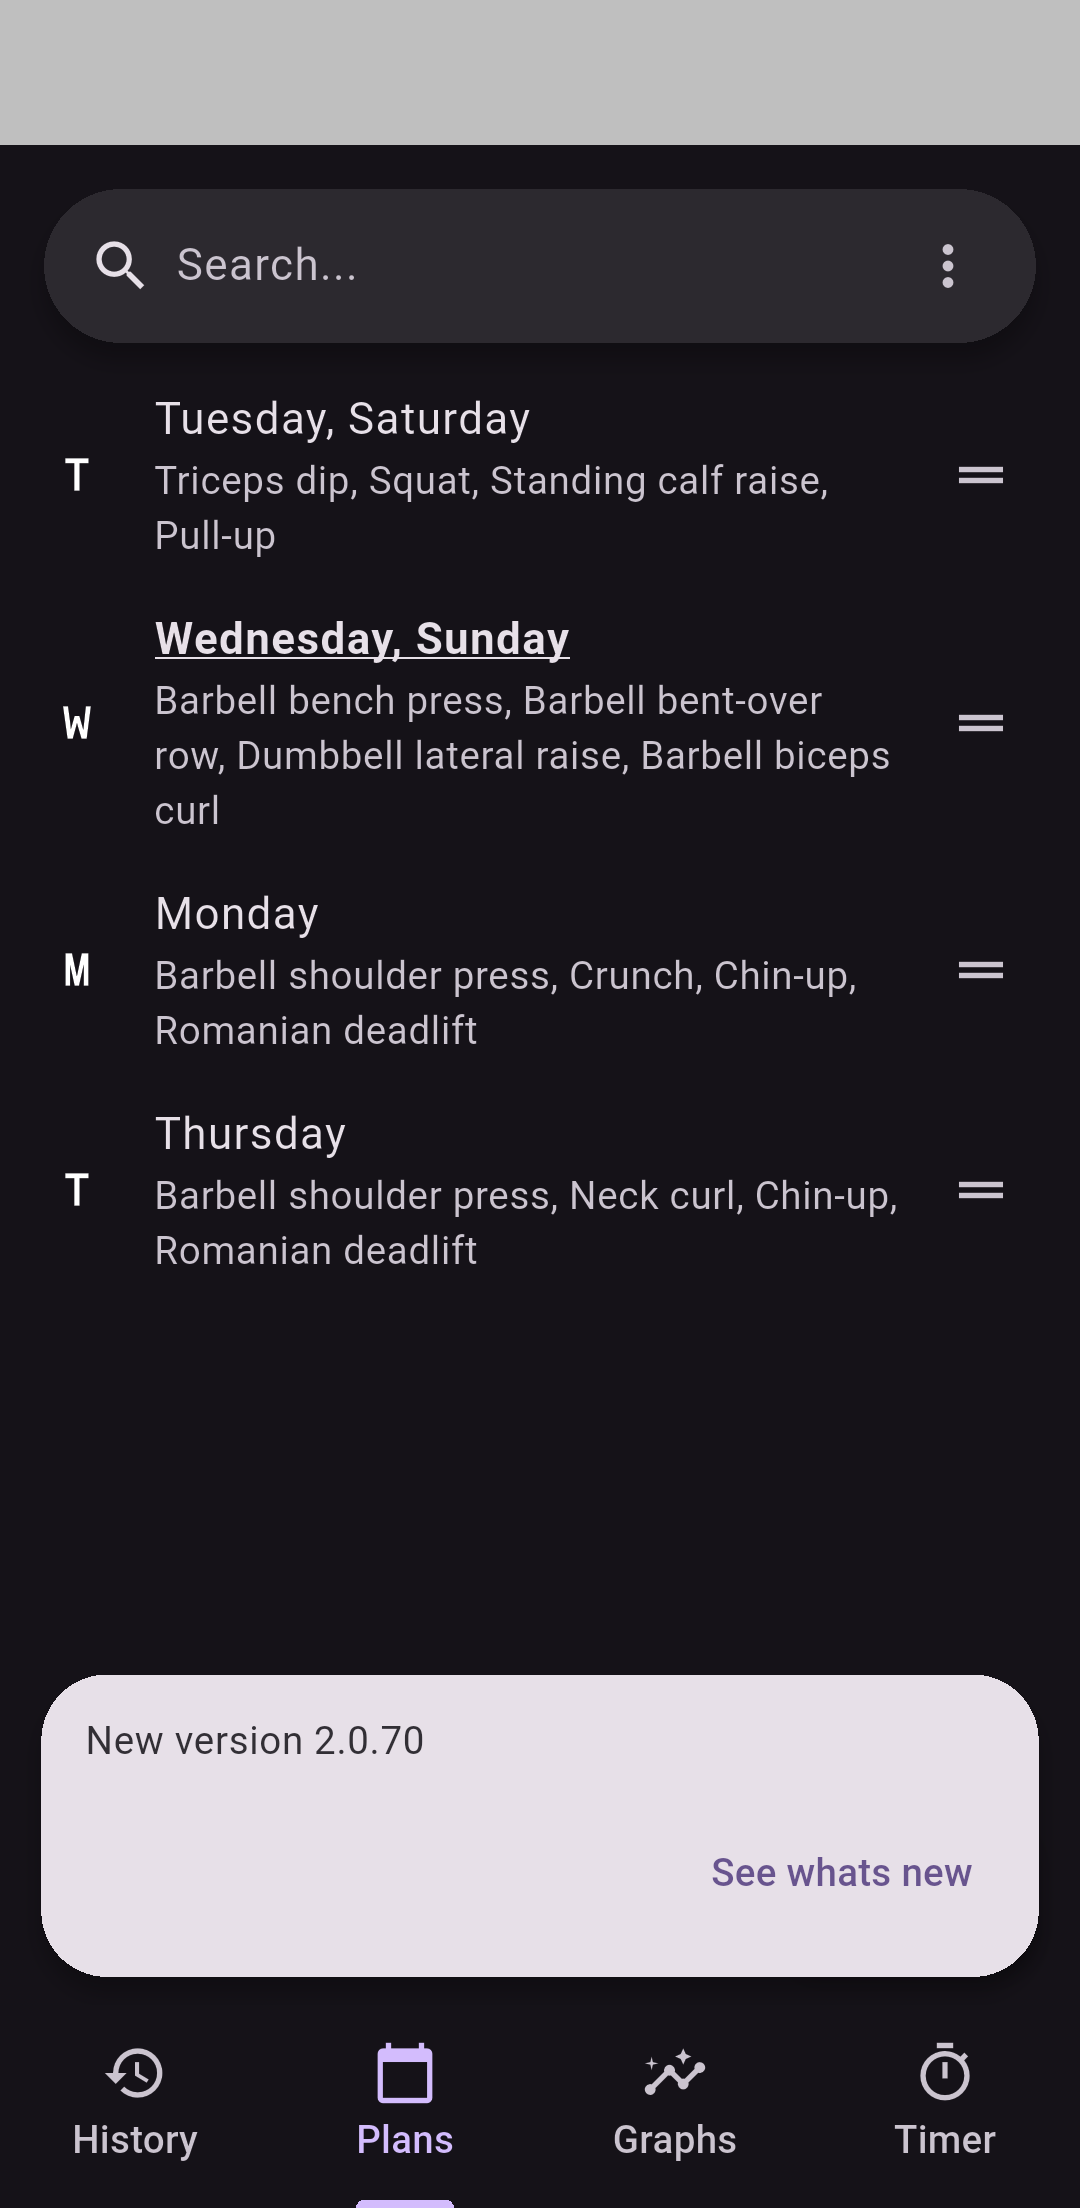 Search...
Tuesday, Saturday
T
Triceps dip, Squat, Standing calf raise,
Pull-up
Wednesday, Sunday
W
Barbell bench press, Barbell bent-over
row, Dumbbell lateral raise, Barbell biceps
curl
Monday
M
Barbell shoulder press, Crunch, Chin-up,
Romanian deadlift
Thursday
T
Barbell shoulder press, Neck curl, Chin-up,
Romanian deadlift
New version 2.0.70
See whats new
History
Plans
Graphs
Timer